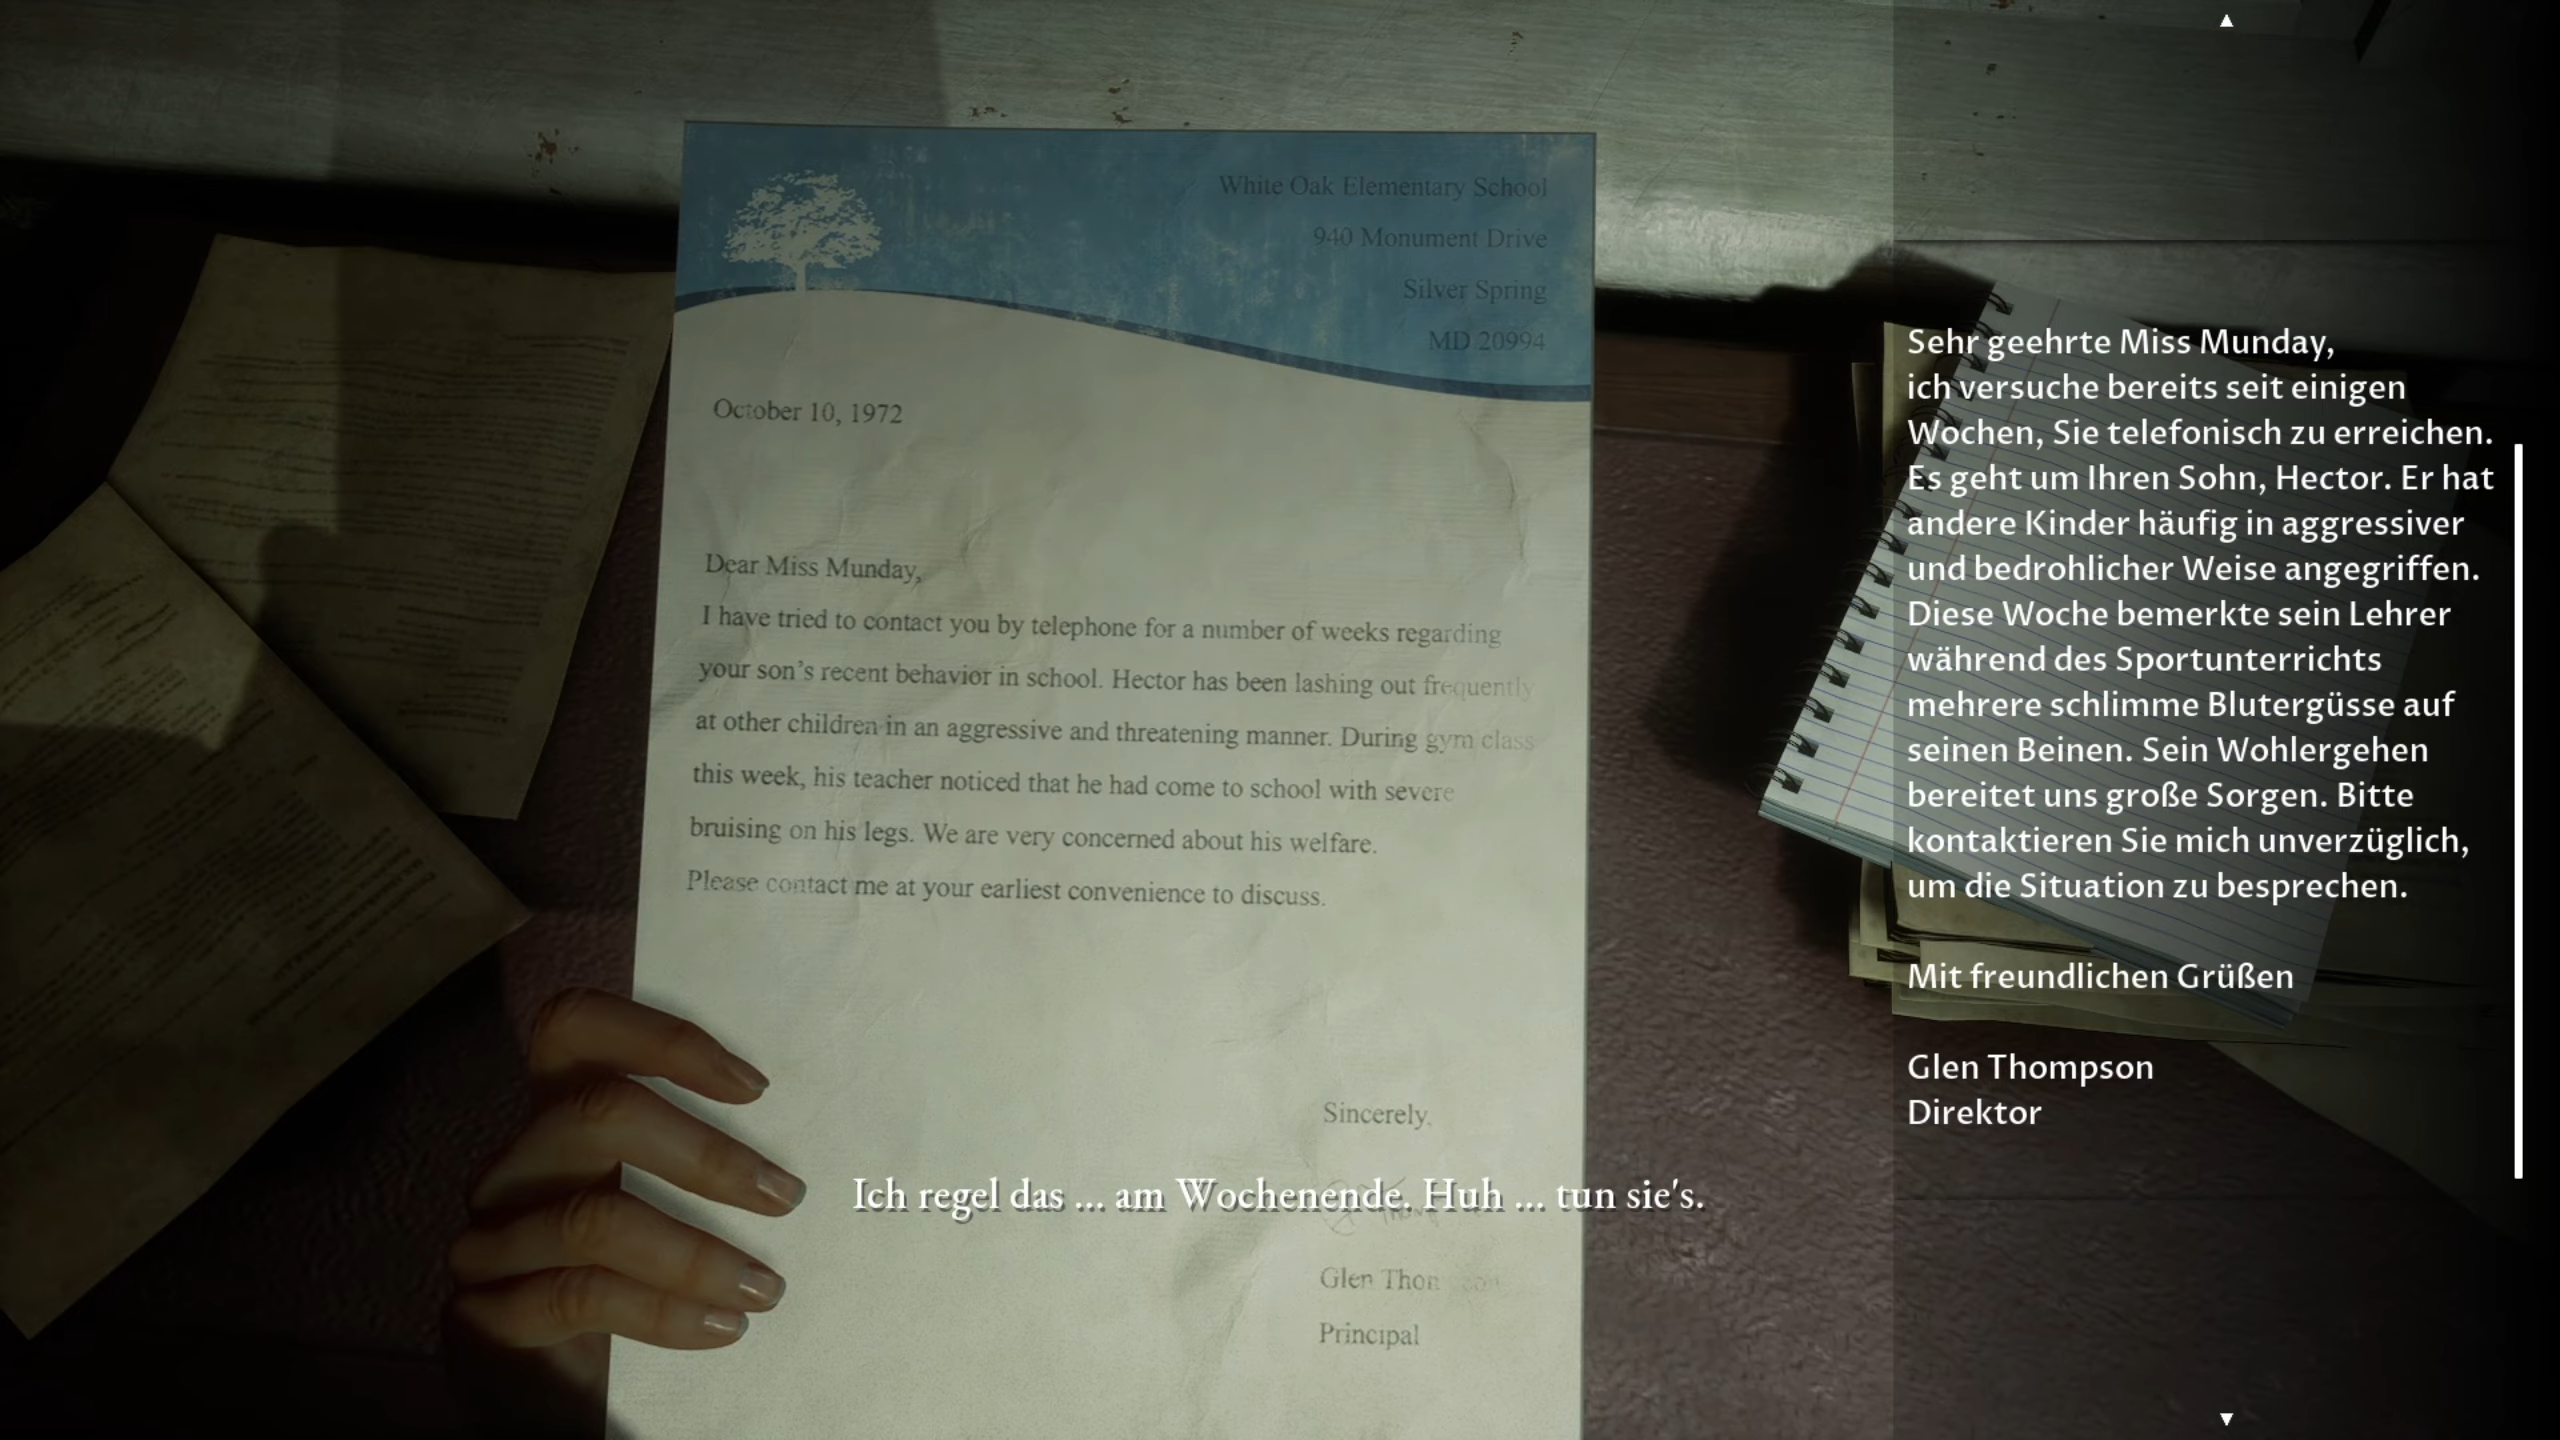 White Oak Elementary School
940 Monument Drive
Silver Spring
MD 20994
October 10, 1972
Dear Miss Munday,
I have tried to contact you by telephone for a number of weeks regarding
your son's recent behavior in school. Hector has been lashing out frequently
at other children in an aggressive and threatening manner. During gym class
this week, his teacher noticed that he had come to school with severe
bruising on his legs. We are very concerned about his welfare.
Please contact me at your earliest convenience to discuss.
Sincerely,
Glen
Principal
Ich regel das ... am Wochenende. Huh ... tun sie's.
Sehr geehrte Miss Munday,
ich versuche bereits seit einigen
Wochen, Sie telefonisch zu erreichen.
Es geht um Ihren Sohn, Hector. Er hat
andere Kinder häufig in aggressiver
und bedrohlicher Weise angegriffen.
Diese Woche bemerkte sein Lehrer
während des Sportunterrichts
mehrere schlimme Blutergüsse auf
seinen Beinen. Sein Wohlergehen
bereitet uns große Sorgen. Bitte
kontaktieren Sie mich unverzüglich,
um die Situation zu besprechen.
Mit freundlichen Grüßen
Glen Thompson
Direktor